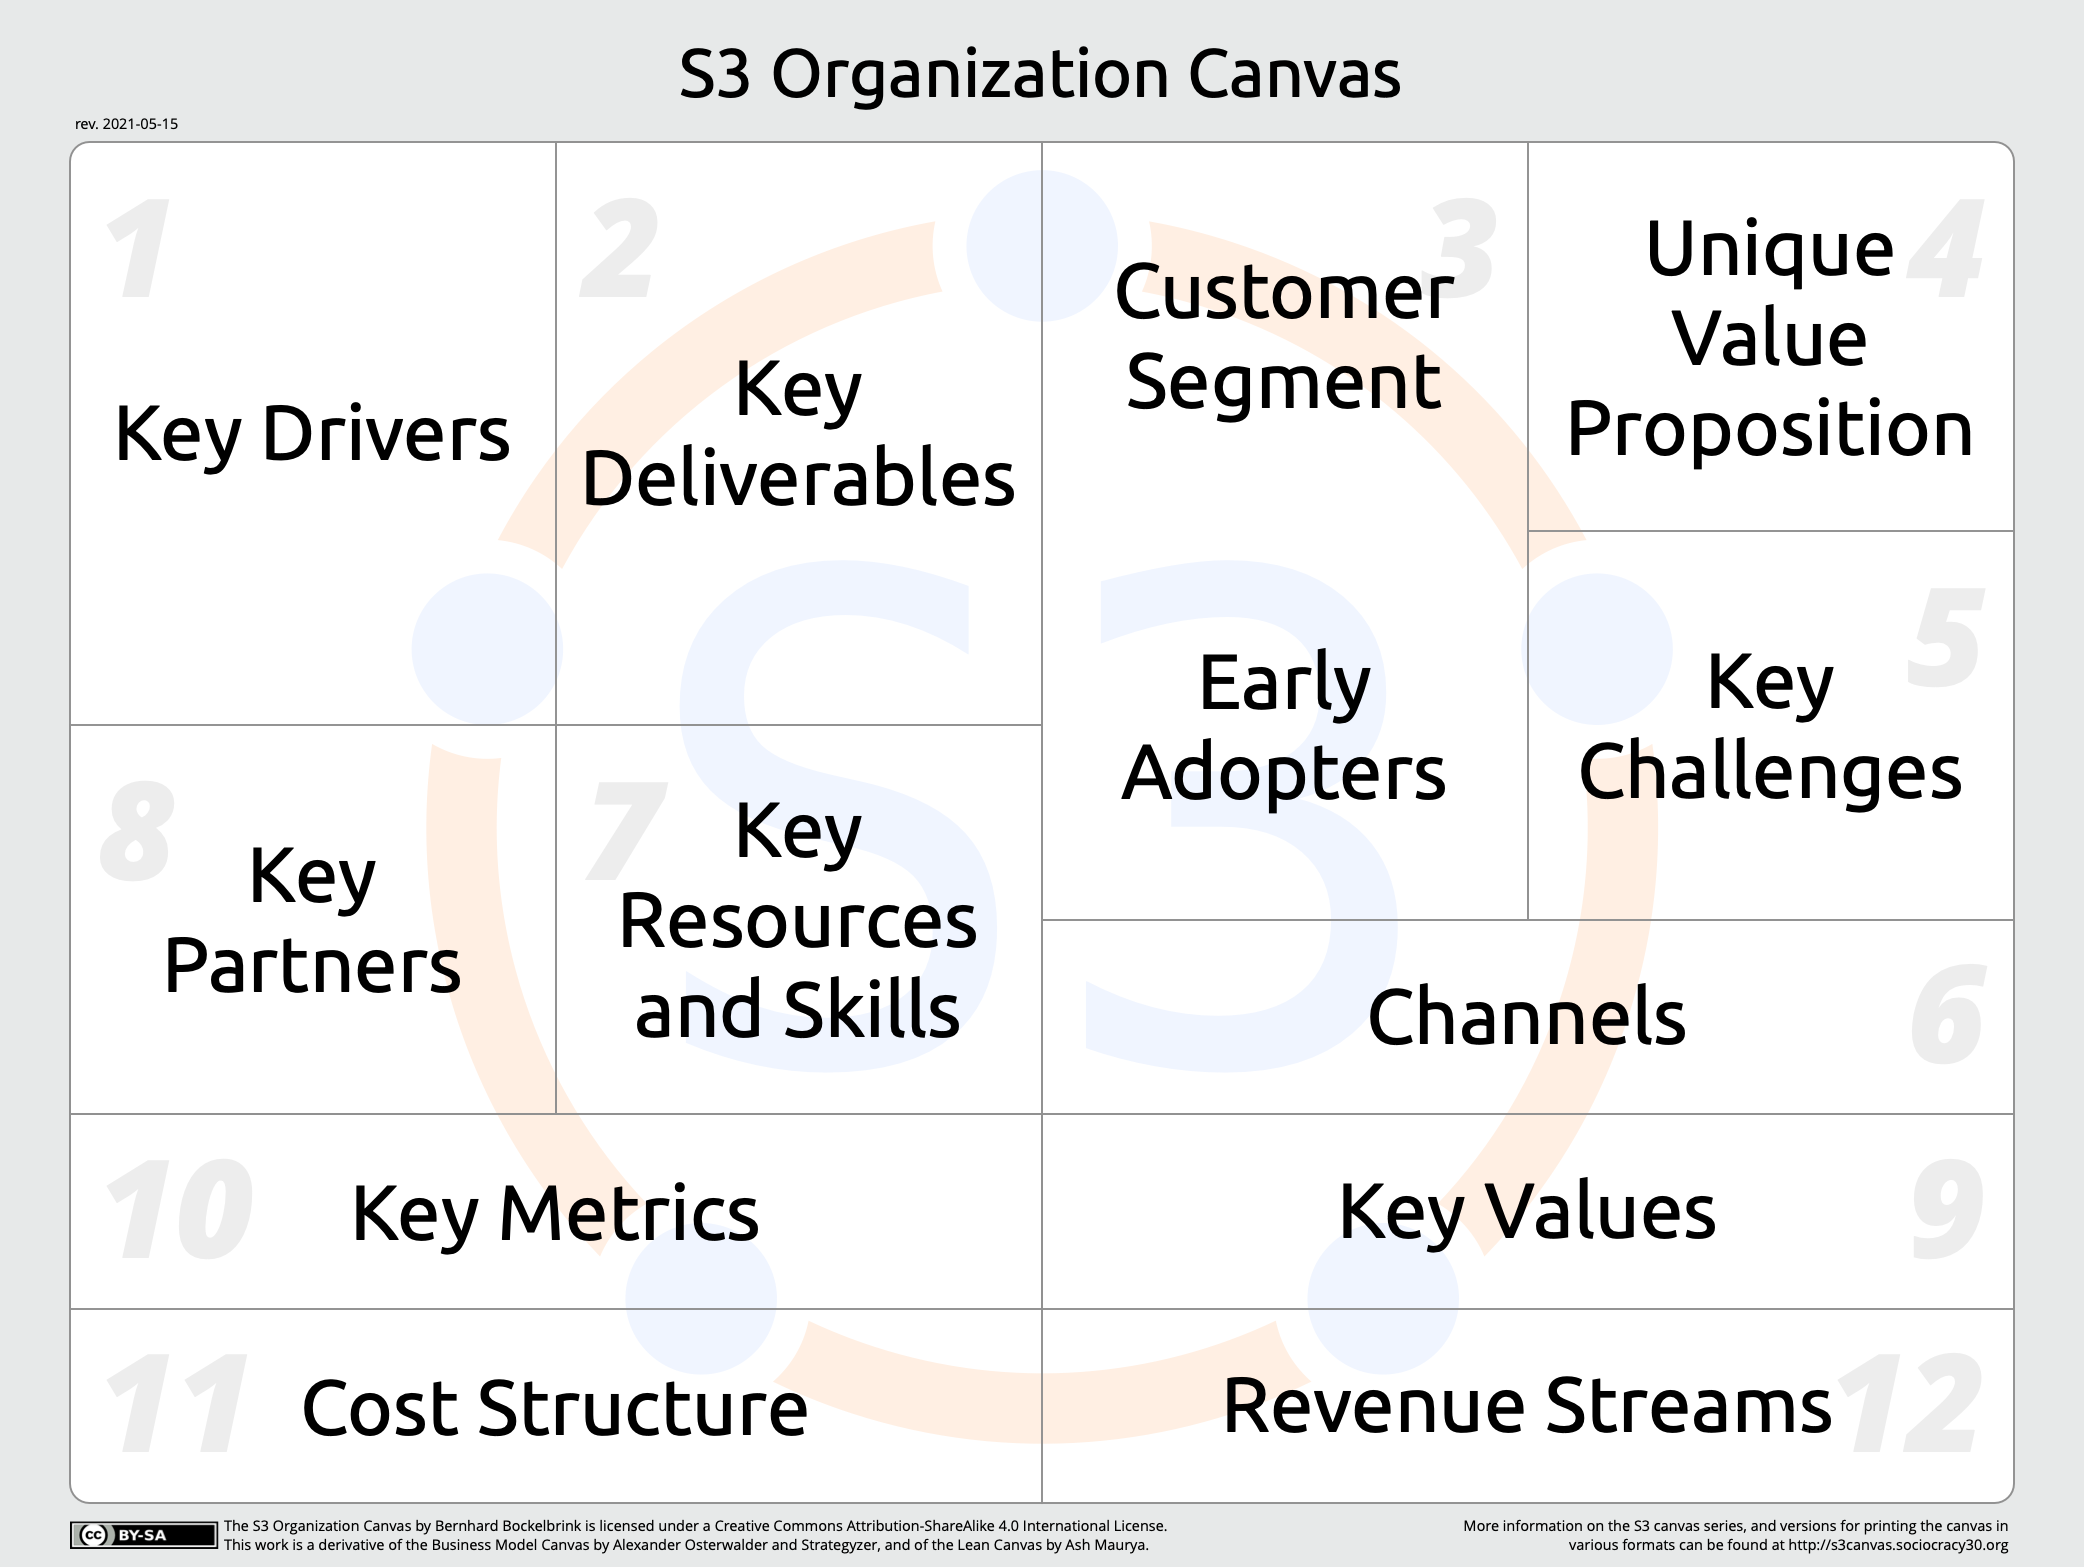 S3 Organization Canvas
rev. 2021-05-15
1
Key Drivers
2
Key
Deliverables
3
Customer
Segment
Early
Adopters
4
Unique
Value
Proposition
5
Key
Challenges
6
Channels
7
Key
Resources
and Skills
8
Key
Partners
9
Key Values
10
Key Metrics
11
Cost Structure
12
Revenue Streams
S3
cc BY-SA
The S3 Organization Canvas by Bernhard Bockelbrink is licensed under a Creative Commons Attribution-ShareAlike 4.0 International License.
This work is a derivative of the Business Model Canvas by Alexander Osterwalder and Strategyzer, and of the Lean Canvas by Ash Maurya.
More information on the S3 canvas series, and versions for printing the canvas in
various formats can be found at http://s3canvas.sociocracy30.org